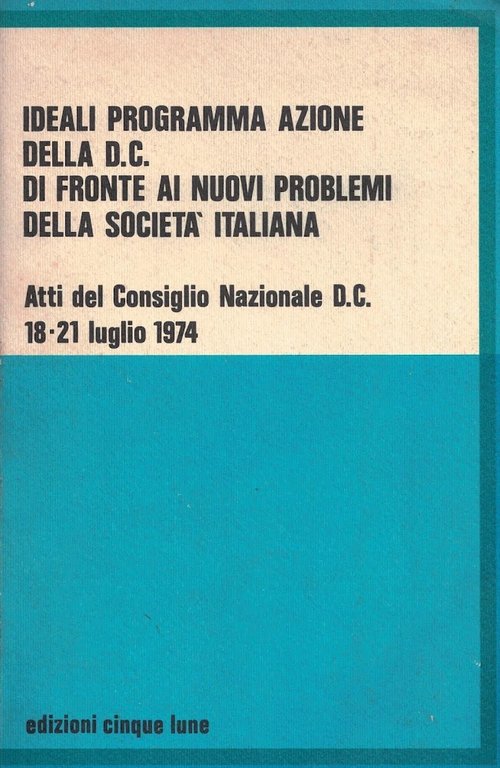 IDEALI PROGRAMMA AZIONE
DELLA D.C.
DI FRONTE AI NUOVI PROBLEMI
DELLA SOCIETA` ITALIANA
Atti del Consiglio Nazionale D.C.
18·21 luglio 1974
edizioni cinque lune